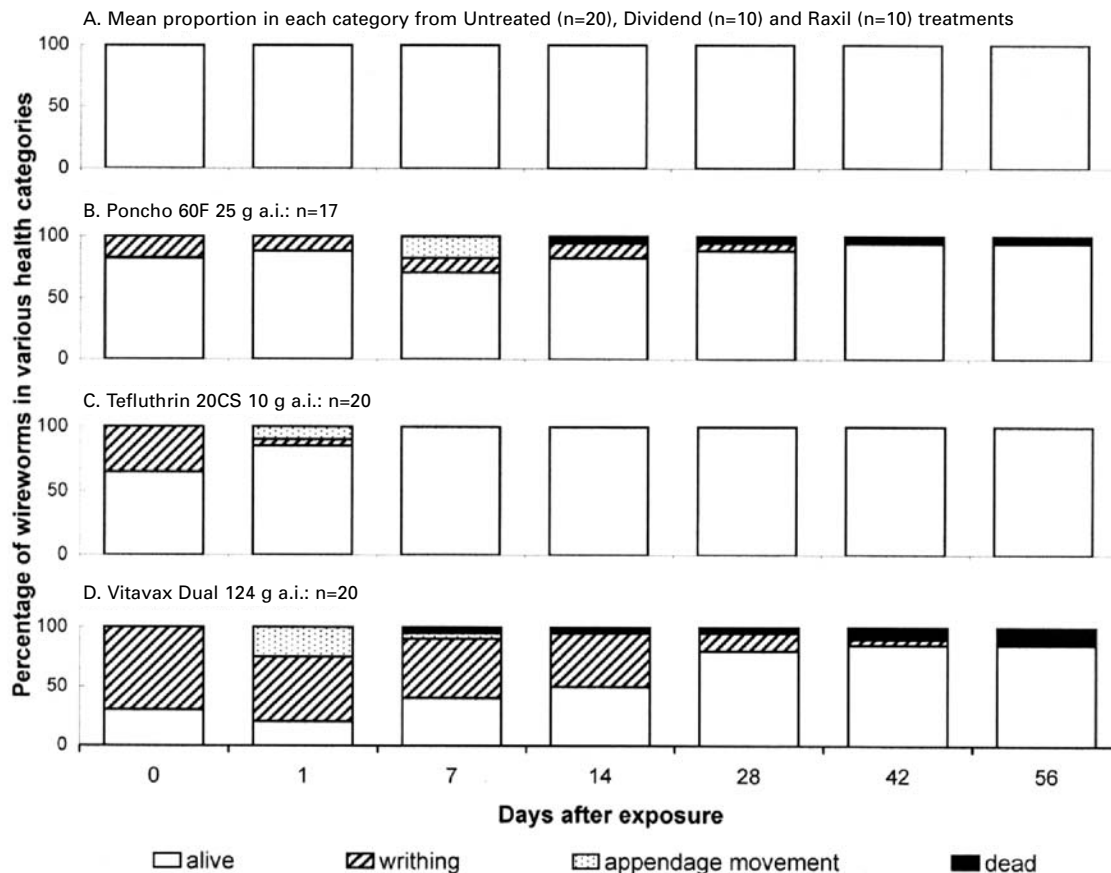 A. Mean proportion in each category from Untreated (n=20), Dividend (n=10) and Raxil (n=10) treatments
100
50
0
B. Poncho 60F 25 g a.i.: n=17
100
50
0
C. Tefluthrin 20CS 10 g a.i.: n=20
100
50
0
D. Vitavax Dual 124 g a.i.: n=20
100
50
0
Percentage of wireworms in various health categories
0 1 7 14 28 42 56
Days after exposure
alive writhing appendage movement dead